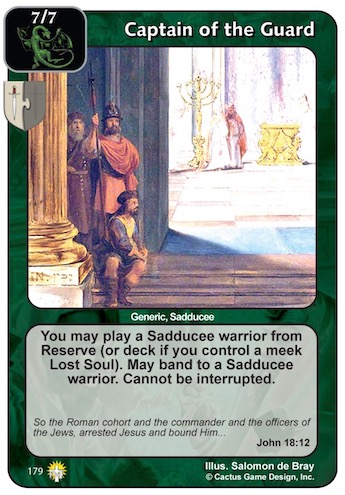 7/7
Captain of the Guard
Generic, Sadducee
You may play a Sadducee warrior from
Reserve (or deck if you control a meek
Lost Soul). May band to a Sadducee
warrior. Cannot be interrupted.
So the Roman cohort and the commander and the officers of
the Jews, arrested Jesus and bound Him...
John 18:12
179
Illus. Salomon de Bray
© Cactus Game Design, Inc.